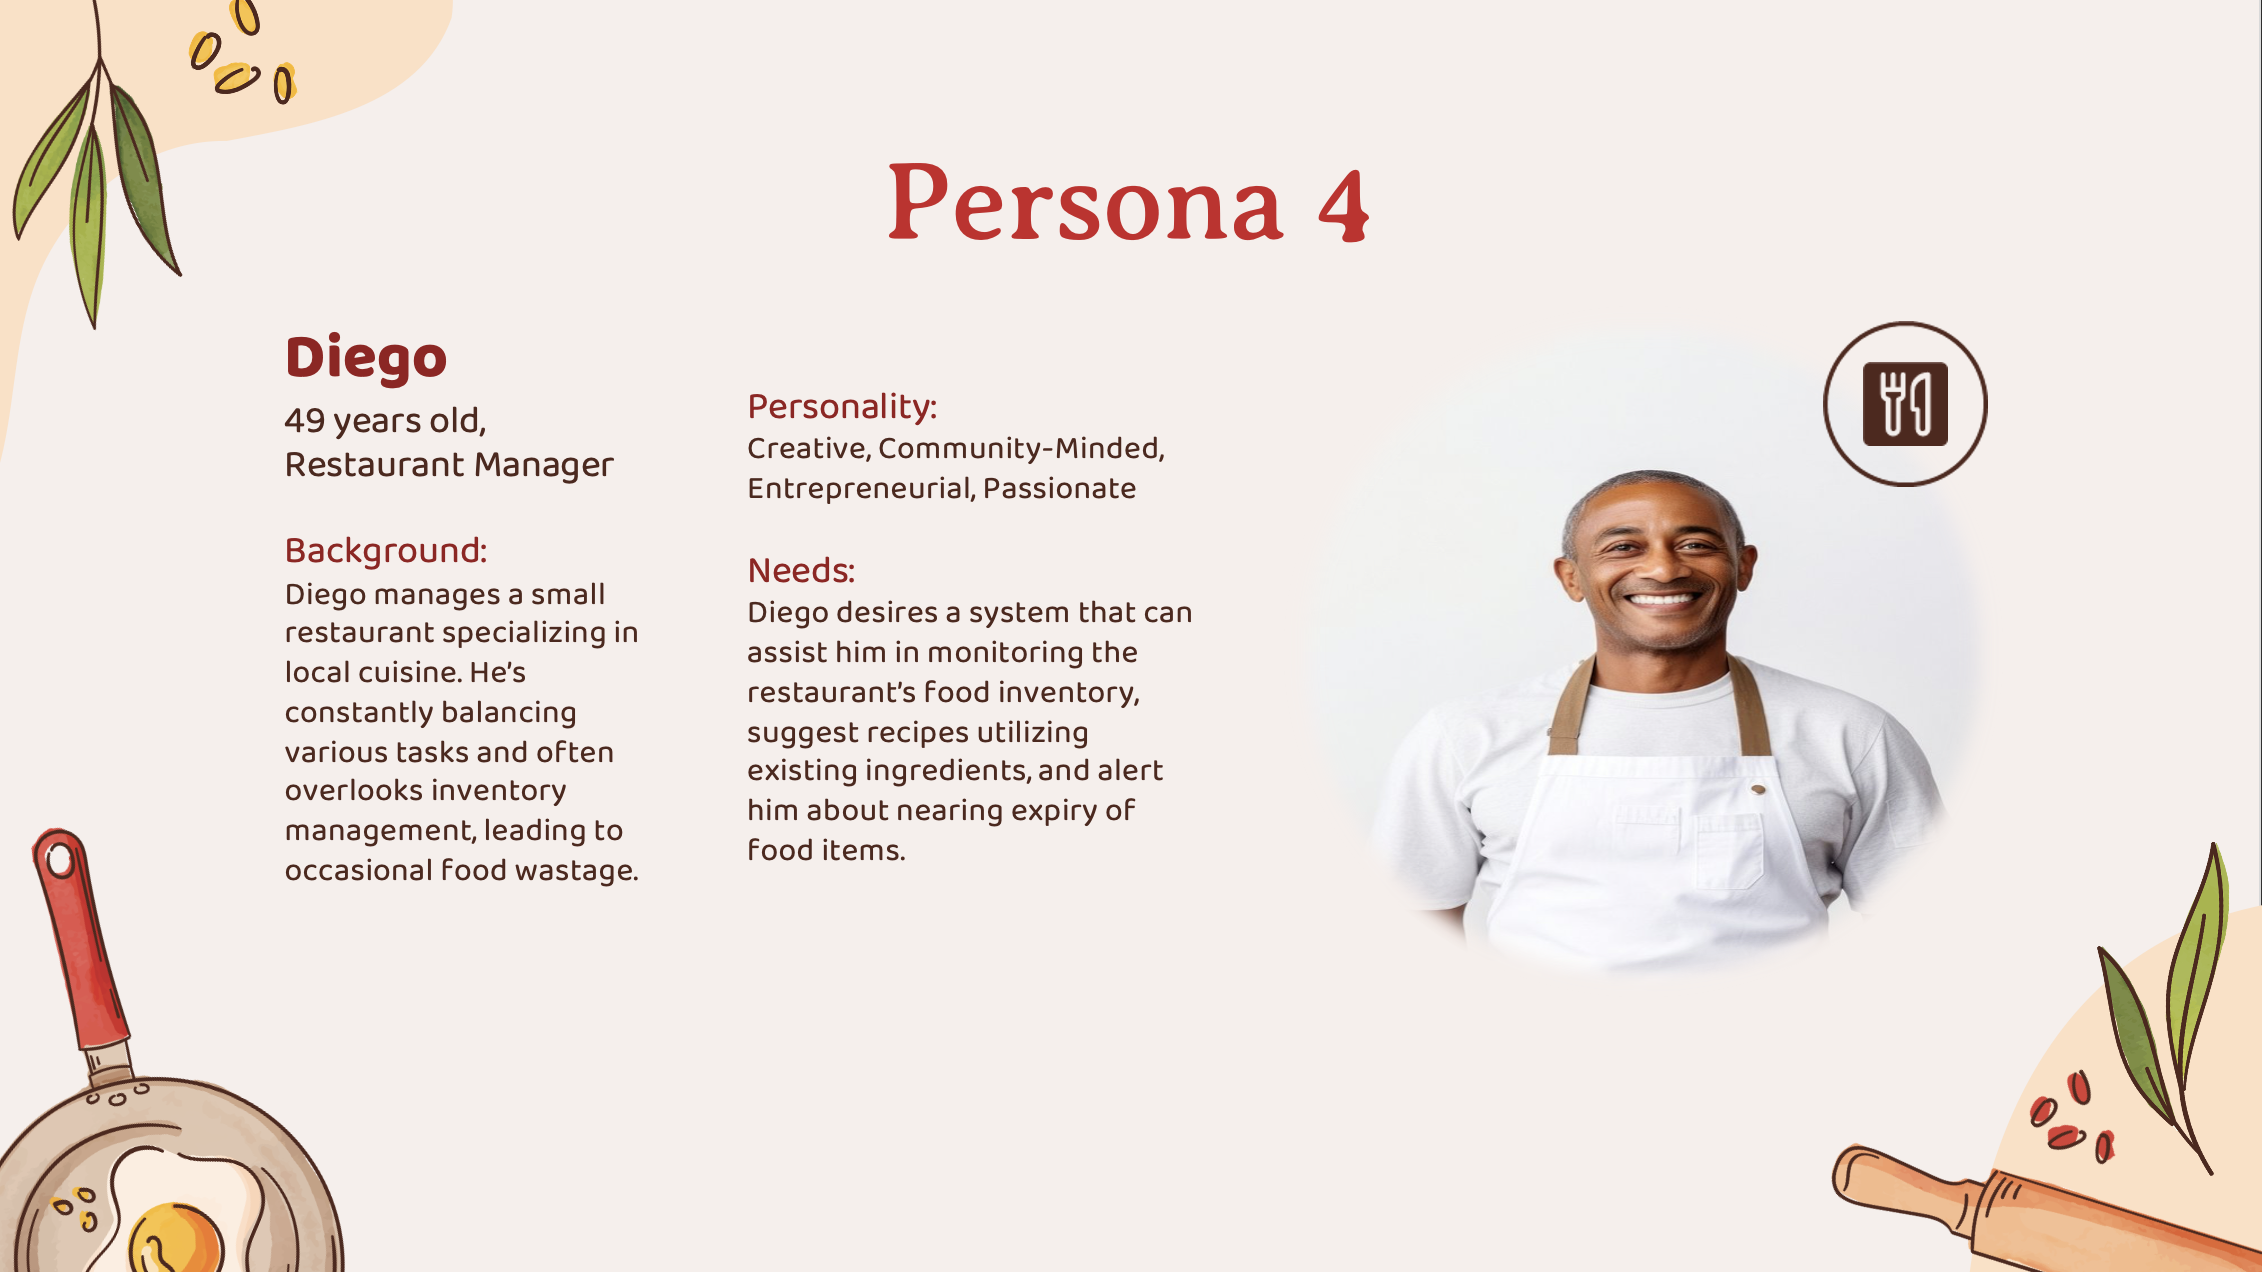 Persona 4
Diego
49 years old,
Restaurant Manager
Background:
Diego manages a small
restaurant specializing in
local cuisine. He’s
constantly balancing
various tasks and often
overlooks inventory
management, leading to
occasional food wastage.
Personality:
Creative, Community-Minded,
Entrepreneurial, Passionate
Needs:
Diego desires a system that can
assist him in monitoring the
restaurant’s food inventory,
suggest recipes utilizing
existing ingredients, and alert
him about nearing expiry of
food items.